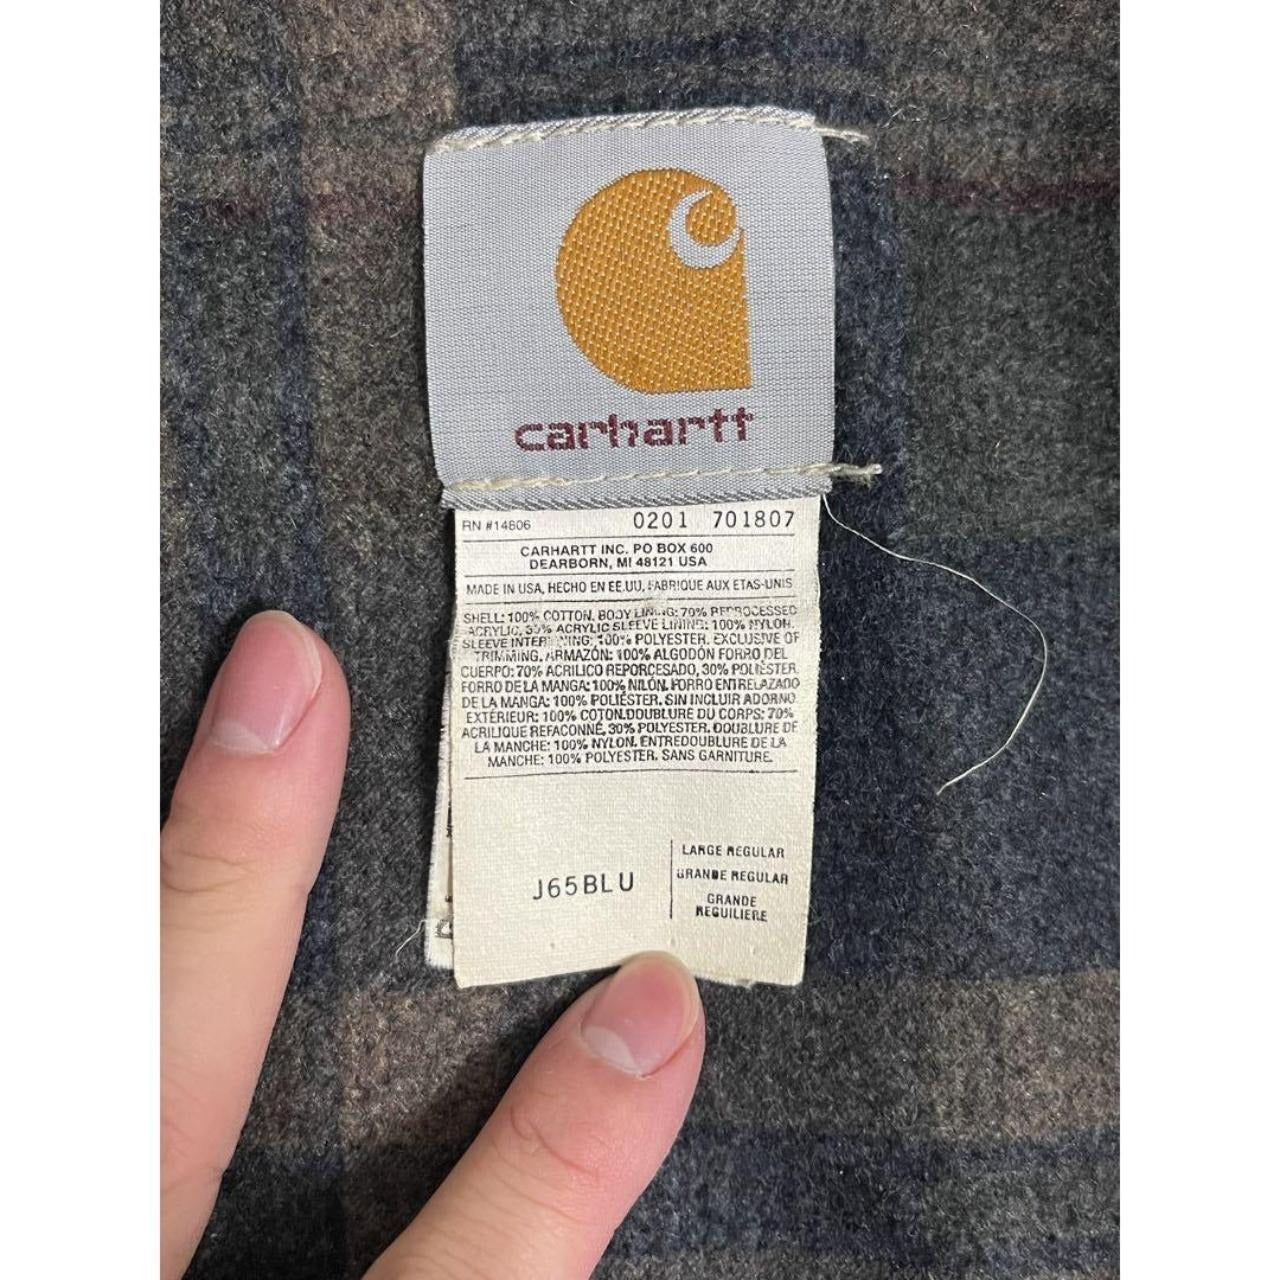 carhartt
RN #14806 0201 701807
CARHARTT INC. PO BOX 600
DEARBORN, MI 48121 USA
MADE IN USA, HECHO EN EE.UU. FABRIQUE AUX ETAS-UNIS
SHELL: 100% COTTON. BODY LINING: 70% REPROCESSED
ACRYLIC, 30% ACRYLIC SLEEVE LINING: 100% NYLON.
SLEEVE INTERLINING: 100% POLYESTER. EXCLUSIVE OF
TRIMMING. ARMAZÓN: 100% ALGODÓN FORRO DEL
CUERPO: 70% ACRILICO REPORCESADO, 30% POLIÉSTER.
FORRO DE LA MANGA: 100% NILÓN. FORRO ENTRELAZADO
DE LA MANGA: 100% POLIÉSTER. SIN INCLUIR ADORNO.
EXTÉRIEUR: 100% COTON. DOUBLURE DU CORPS: 70%
ACRILIQUE REFACONNÉ, 30% POLYESTER. DOUBLURE DE
LA MANCHE: 100% NYLON. ENTREDOUBLURE DE LA
MANCHE: 100% POLYESTER. SANS GARNITURE.
J65BLU
LARGE REGULAR
GRANDE REGULAR
GRANDE
REGULIERE